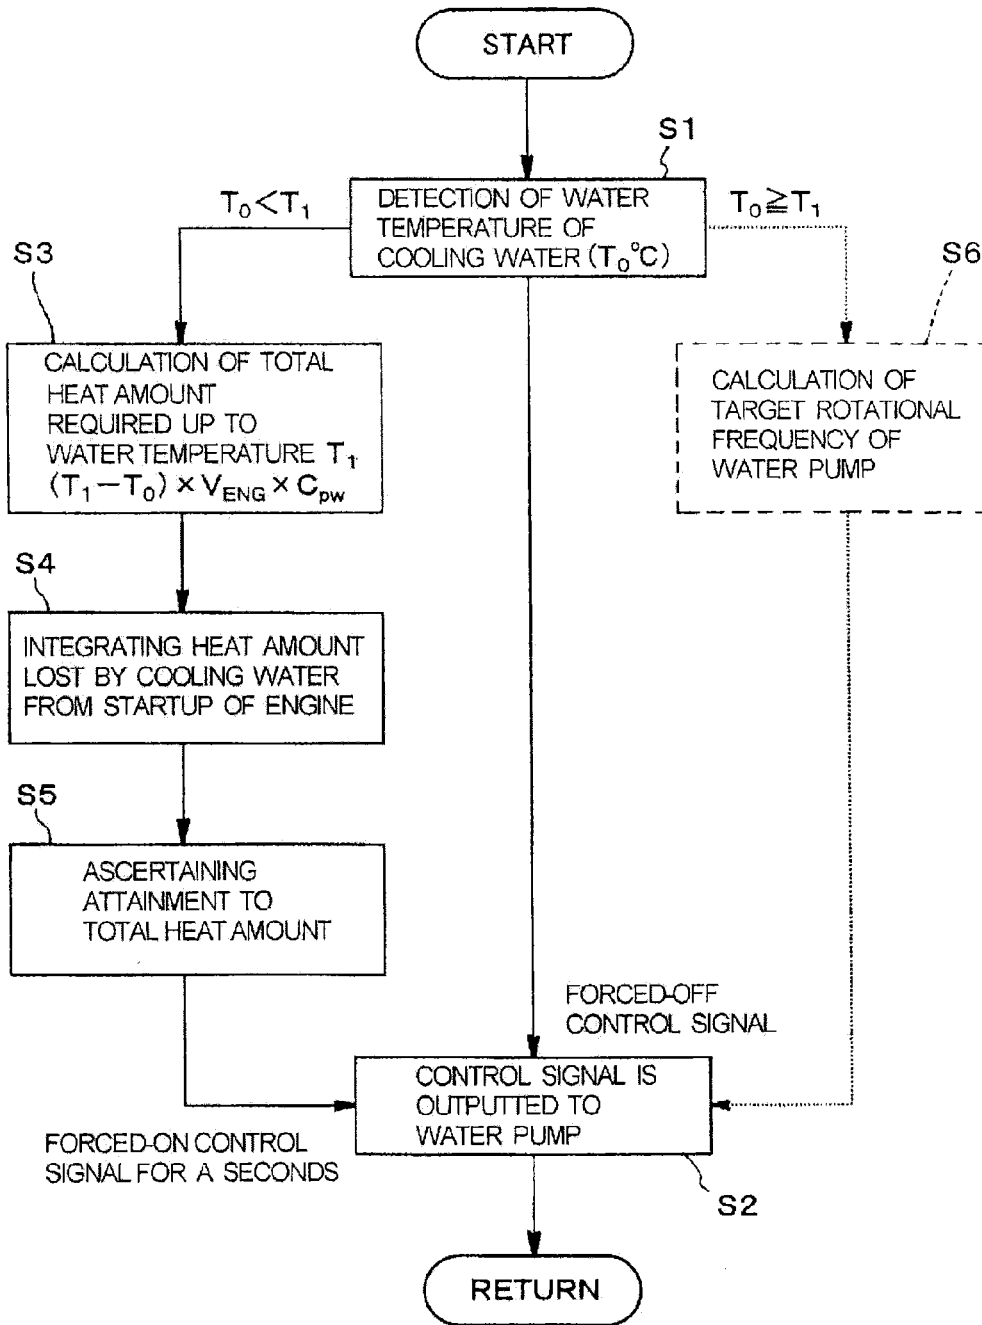 START
S1
DETECTION OF WATER
TEMPERATURE OF
COOLING WATER (T₀°C)
T₀<T₁
T₀≧T₁
S3
CALCULATION OF TOTAL
HEAT AMOUNT
REQUIRED UP TO
WATER TEMPERATURE T₁
(T₁−T₀)×V_ENG×C_pw
S6
CALCULATION OF
TARGET ROTATIONAL
FREQUENCY OF
WATER PUMP
S4
INTEGRATING HEAT AMOUNT
LOST BY COOLING WATER
FROM STARTUP OF ENGINE
S5
ASCERTAINING
ATTAINMENT TO
TOTAL HEAT AMOUNT
FORCED-OFF
CONTROL SIGNAL
FORCED-ON CONTROL
SIGNAL FOR A SECONDS
CONTROL SIGNAL IS
OUTPUTTED TO
WATER PUMP
S2
RETURN